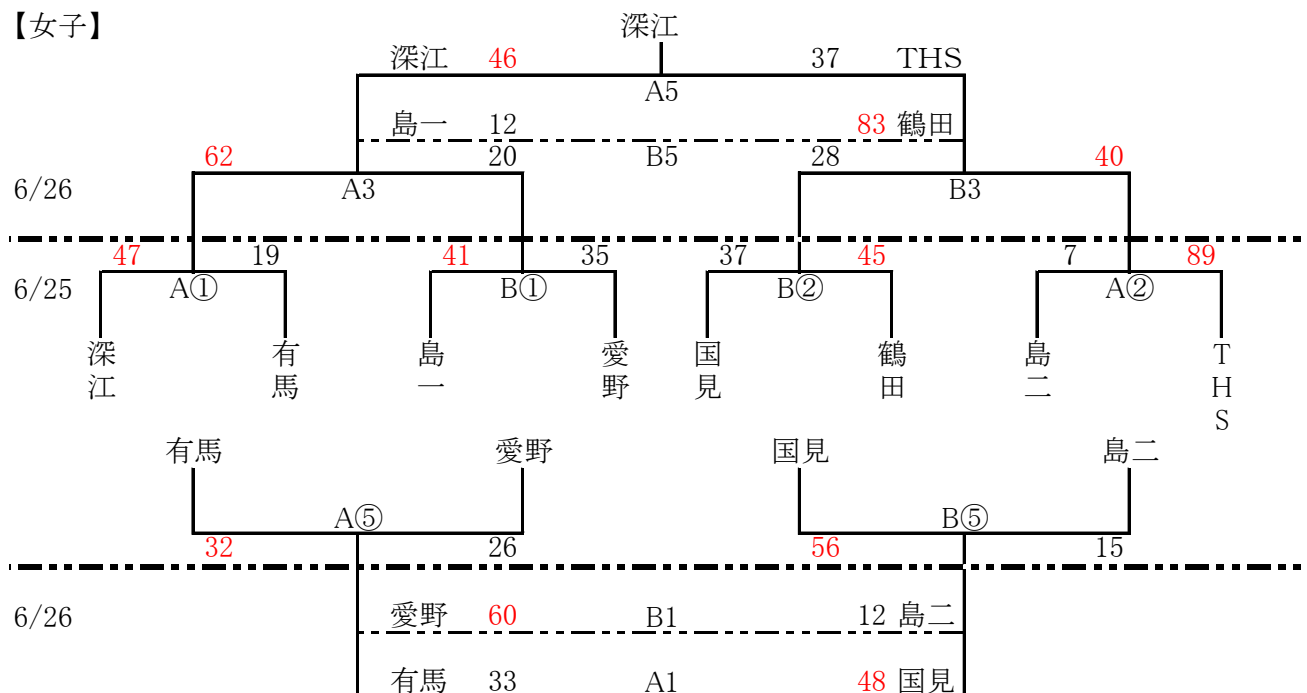 【女子】
深江
深江 46 37 THS
A5
島一 12 83 鶴田
62 20 B5 28 40
6/26 A3 B3
47 19 41 35 37 45 7 89
6/25 A① B① B② A②
深江 有馬 島一 愛野 国見 鶴田 島二 THS
有馬 愛野 国見 島二
A⑤ B⑤
32 26 56 15
6/26 愛野 60 B1 12 島二
有馬 33 A1 48 国見